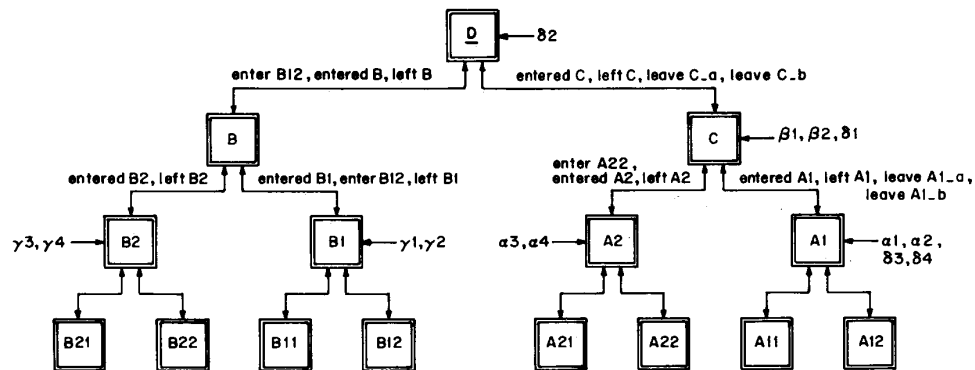 D
δ2
enter B12, entered B, left B
entered C, left C, leave C_a, leave C_b
B
C
β1, β2, δ1
entered B2, left B2
entered B1, enter B12, left B1
enter A22,
entered A2, left A2
entered A1, left A1, leave A1_a,
leave A1_b
γ3, γ4
B2
B1
γ1, γ2
α3, α4
A2
A1
α1, α2,
δ3, δ4
B21
B22
B11
B12
A21
A22
A11
A12